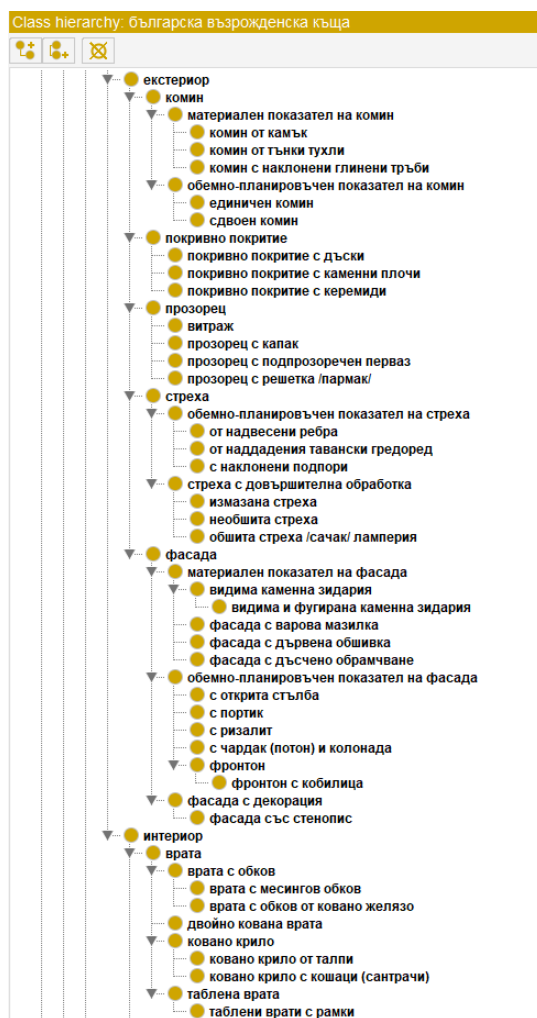 Class hierarchy: българска възрожденска къща
екстериор
комин
материален показател на комин
комин от камък
комин от тънки тухли
комин с наклонени глинени тръби
обемно-планировъчен показател на комин
единичен комин
сдвоен комин
покривно покритие
покривно покритие с дъски
покривно покритие с каменни плочи
покривно покритие с керемиди
прозорец
витраж
прозорец с капак
прозорец с подпрозоречен перваз
прозорец с решетка /пармак/
стреха
обемно-планировъчен показател на стреха
от надвесени ребра
от наддадения тавански гредоред
с наклонени подпори
стреха с довършителна обработка
измазана стреха
необшита стреха
обшита стреха /сачак/ ламперия
фасада
материален показател на фасада
видима каменна зидария
видима и фугирана каменна зидария
фасада с варова мазилка
фасада с дървена обшивка
фасада с дъсчено обрамчване
обемно-планировъчен показател на фасада
с открита стълба
с портик
с ризалит
с чардак (потон) и колонада
фронтон
фронтон с кобилица
фасада с декорация
фасада със стенопис
интериор
врата
врата с обков
врата с месингов обков
врата с обков от ковано желязо
двойно кована врата
ковано крило
ковано крило от талпи
ковано крило с кошаци (сантрачи)
таблена врата
таблени врати с рамки